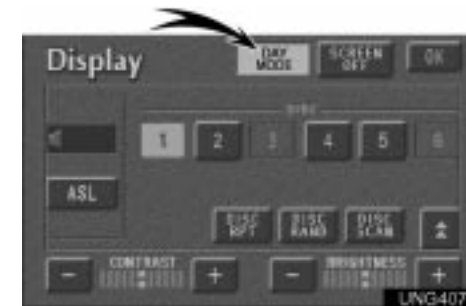 Display
DAY MODE
SCREEN OFF
OK
DISC
1 2 3 4 5 6
ASL
DISC RPT
DISC RAND
DISC SCAN
- CONTRAST + - BRIGHTNESS +
UNG407